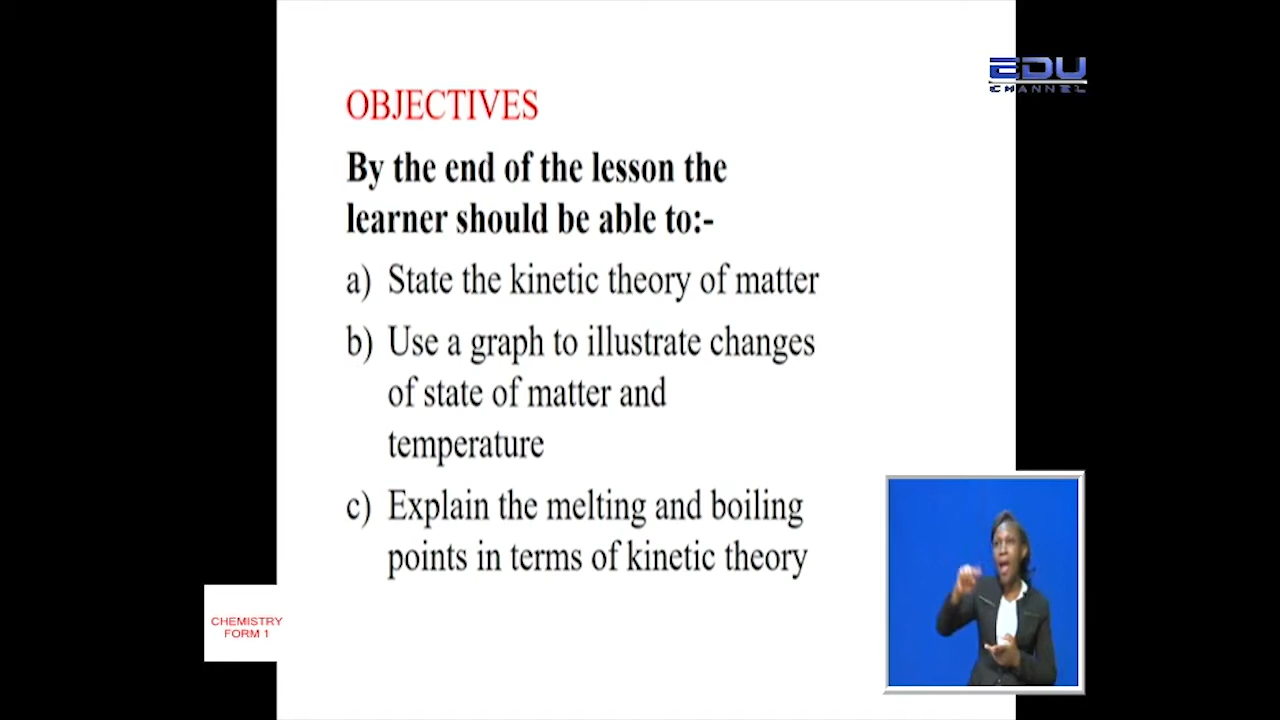 EDU
CHANNEL
OBJECTIVES
By the end of the lesson the
learner should be able to:-
a) State the kinetic theory of matter
b) Use a graph to illustrate changes
of state of matter and
temperature
c) Explain the melting and boiling
points in terms of kinetic theory
CHEMISTRY
FORM 1